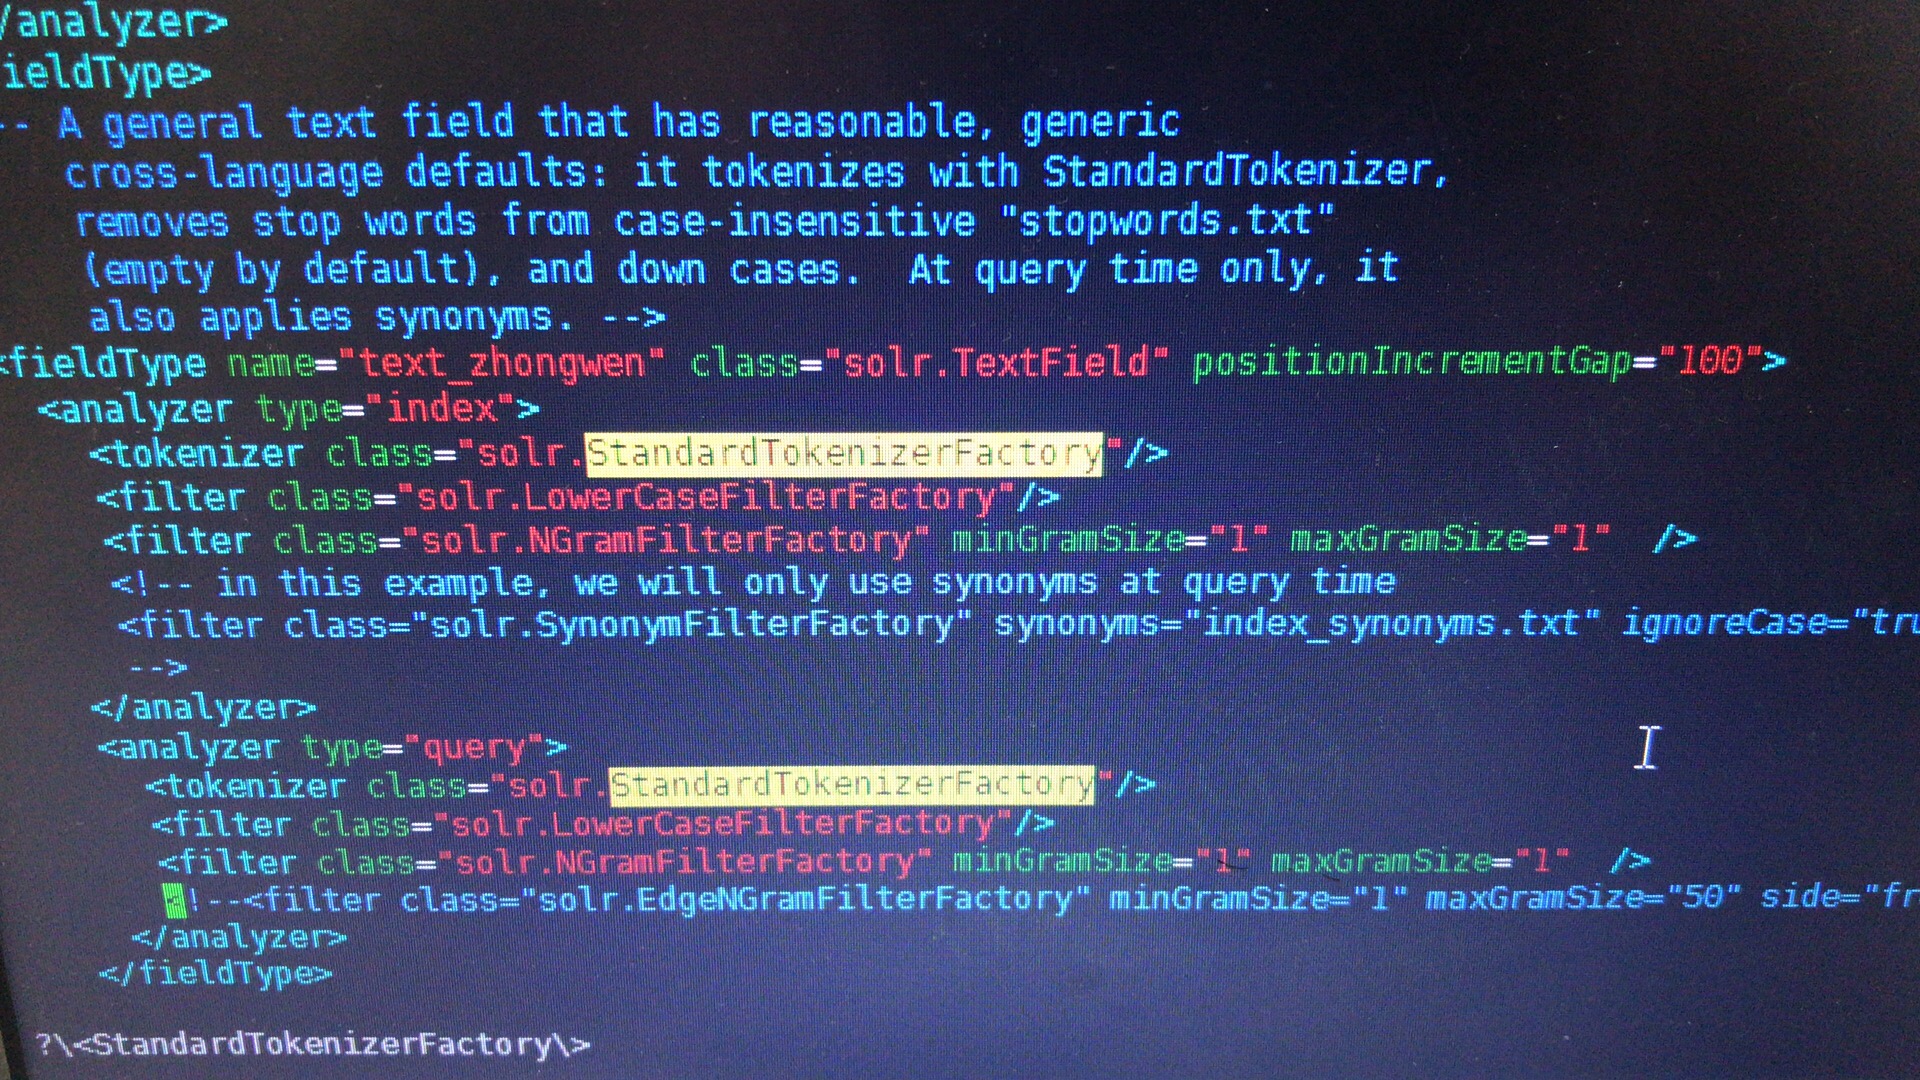 /analyzer>
ieldType>
-- A general text field that has reasonable, generic
cross-language defaults: it tokenizes with StandardTokenizer,
removes stop words from case-insensitive "stopwords.txt"
(empty by default), and down cases.  At query time only, it
also applies synonyms. -->
<fieldType name="text_zhongwen" class="solr.TextField" positionIncrementGap="100">
<analyzer type="index">
<tokenizer class="solr.StandardTokenizerFactory"/>
<filter class="solr.LowerCaseFilterFactory"/>
<filter class="solr.NGramFilterFactory" minGramSize="1" maxGramSize="1"  />
<!-- in this example, we will only use synonyms at query time
<filter class="solr.SynonymFilterFactory" synonyms="index_synonyms.txt" ignoreCase="tru
-->
</analyzer>
<analyzer type="query">
<tokenizer class="solr.StandardTokenizerFactory"/>
<filter class="solr.LowerCaseFilterFactory"/>
<filter class="solr.NGramFilterFactory" minGramSize="1" maxGramSize="1"  />
<!--<filter class="solr.EdgeNGramFilterFactory" minGramSize="1" maxGramSize="50" side="fr
</analyzer>
</fieldType>
?\<StandardTokenizerFactory\>